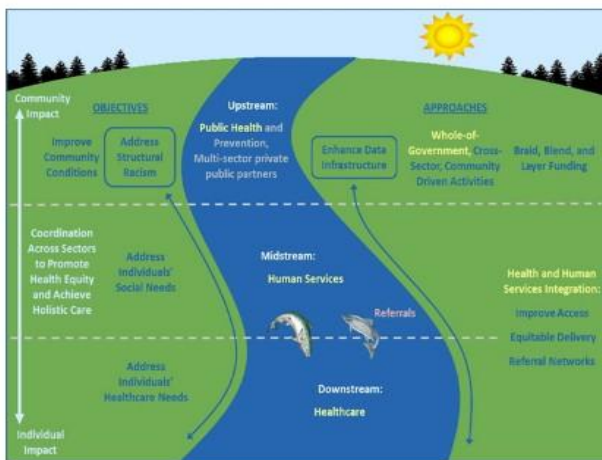 Community
Impact
OBJECTIVES
Improve
Community
Conditions
Address
Structural
Racism
Upstream:
Public Health and
Prevention,
Multi-sector private
public partners
APPROACHES
Enhance Data
Infrastructure
Whole-of-
Government, Cross-
Sector, Community
Driven Activities
Braid, Blend, and
Layer Funding
Coordination
Across Sectors
to Promote
Health Equity
and Achieve
Holistic Care
Address
Individuals'
Social Needs
Midstream:
Human Services
Referrals
Health and Human
Services Integration:
Improve Access
Equitable Delivery
Referral Networks
Address
Individuals'
Healthcare Needs
Downstream:
Healthcare
Individual
Impact